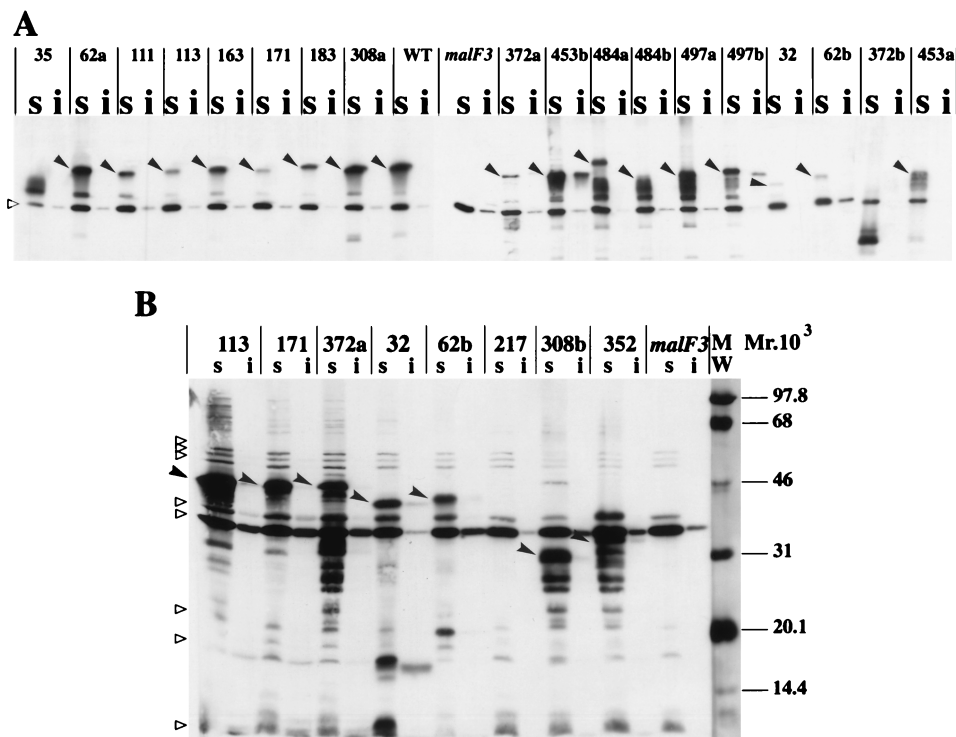 A
35 62a 111 113 163 171 183 308a WT malF3 372a 453b 484a 484b 497a 497b 32 62b 372b 453a
s i s i s i s i s i s i s i s i s i s i s i s i s i s i s i s i s i s i s i s i
B
113 171 372a 32 62b 217 308b 352 malF3 M Mr.10³
s i s i s i s i s i s i s i s i s i W
97.8
68
46
31
20.1
14.4